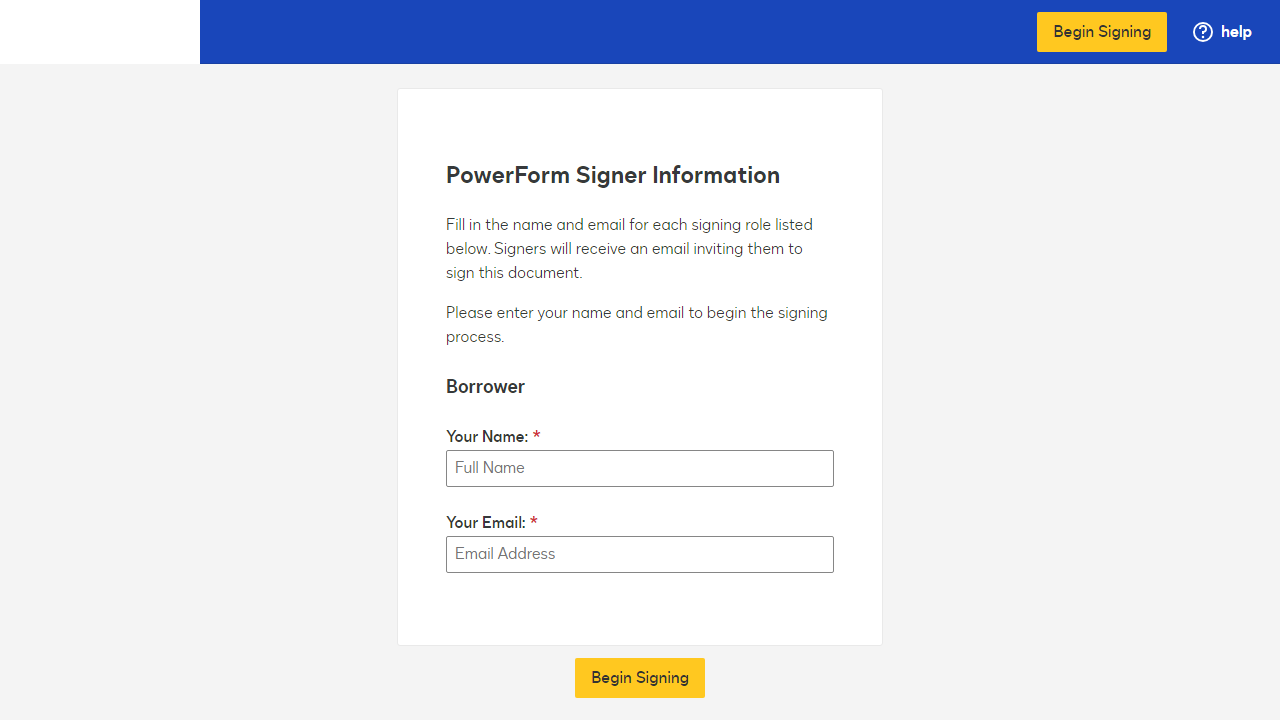 Begin Signing
help
PowerForm Signer Information
Fill in the name and email for each signing role listed
below. Signers will receive an email inviting them to
sign this document.
Please enter your name and email to begin the signing
process.
Borrower
Your Name: *
Full Name
Your Email: *
Email Address
Begin Signing